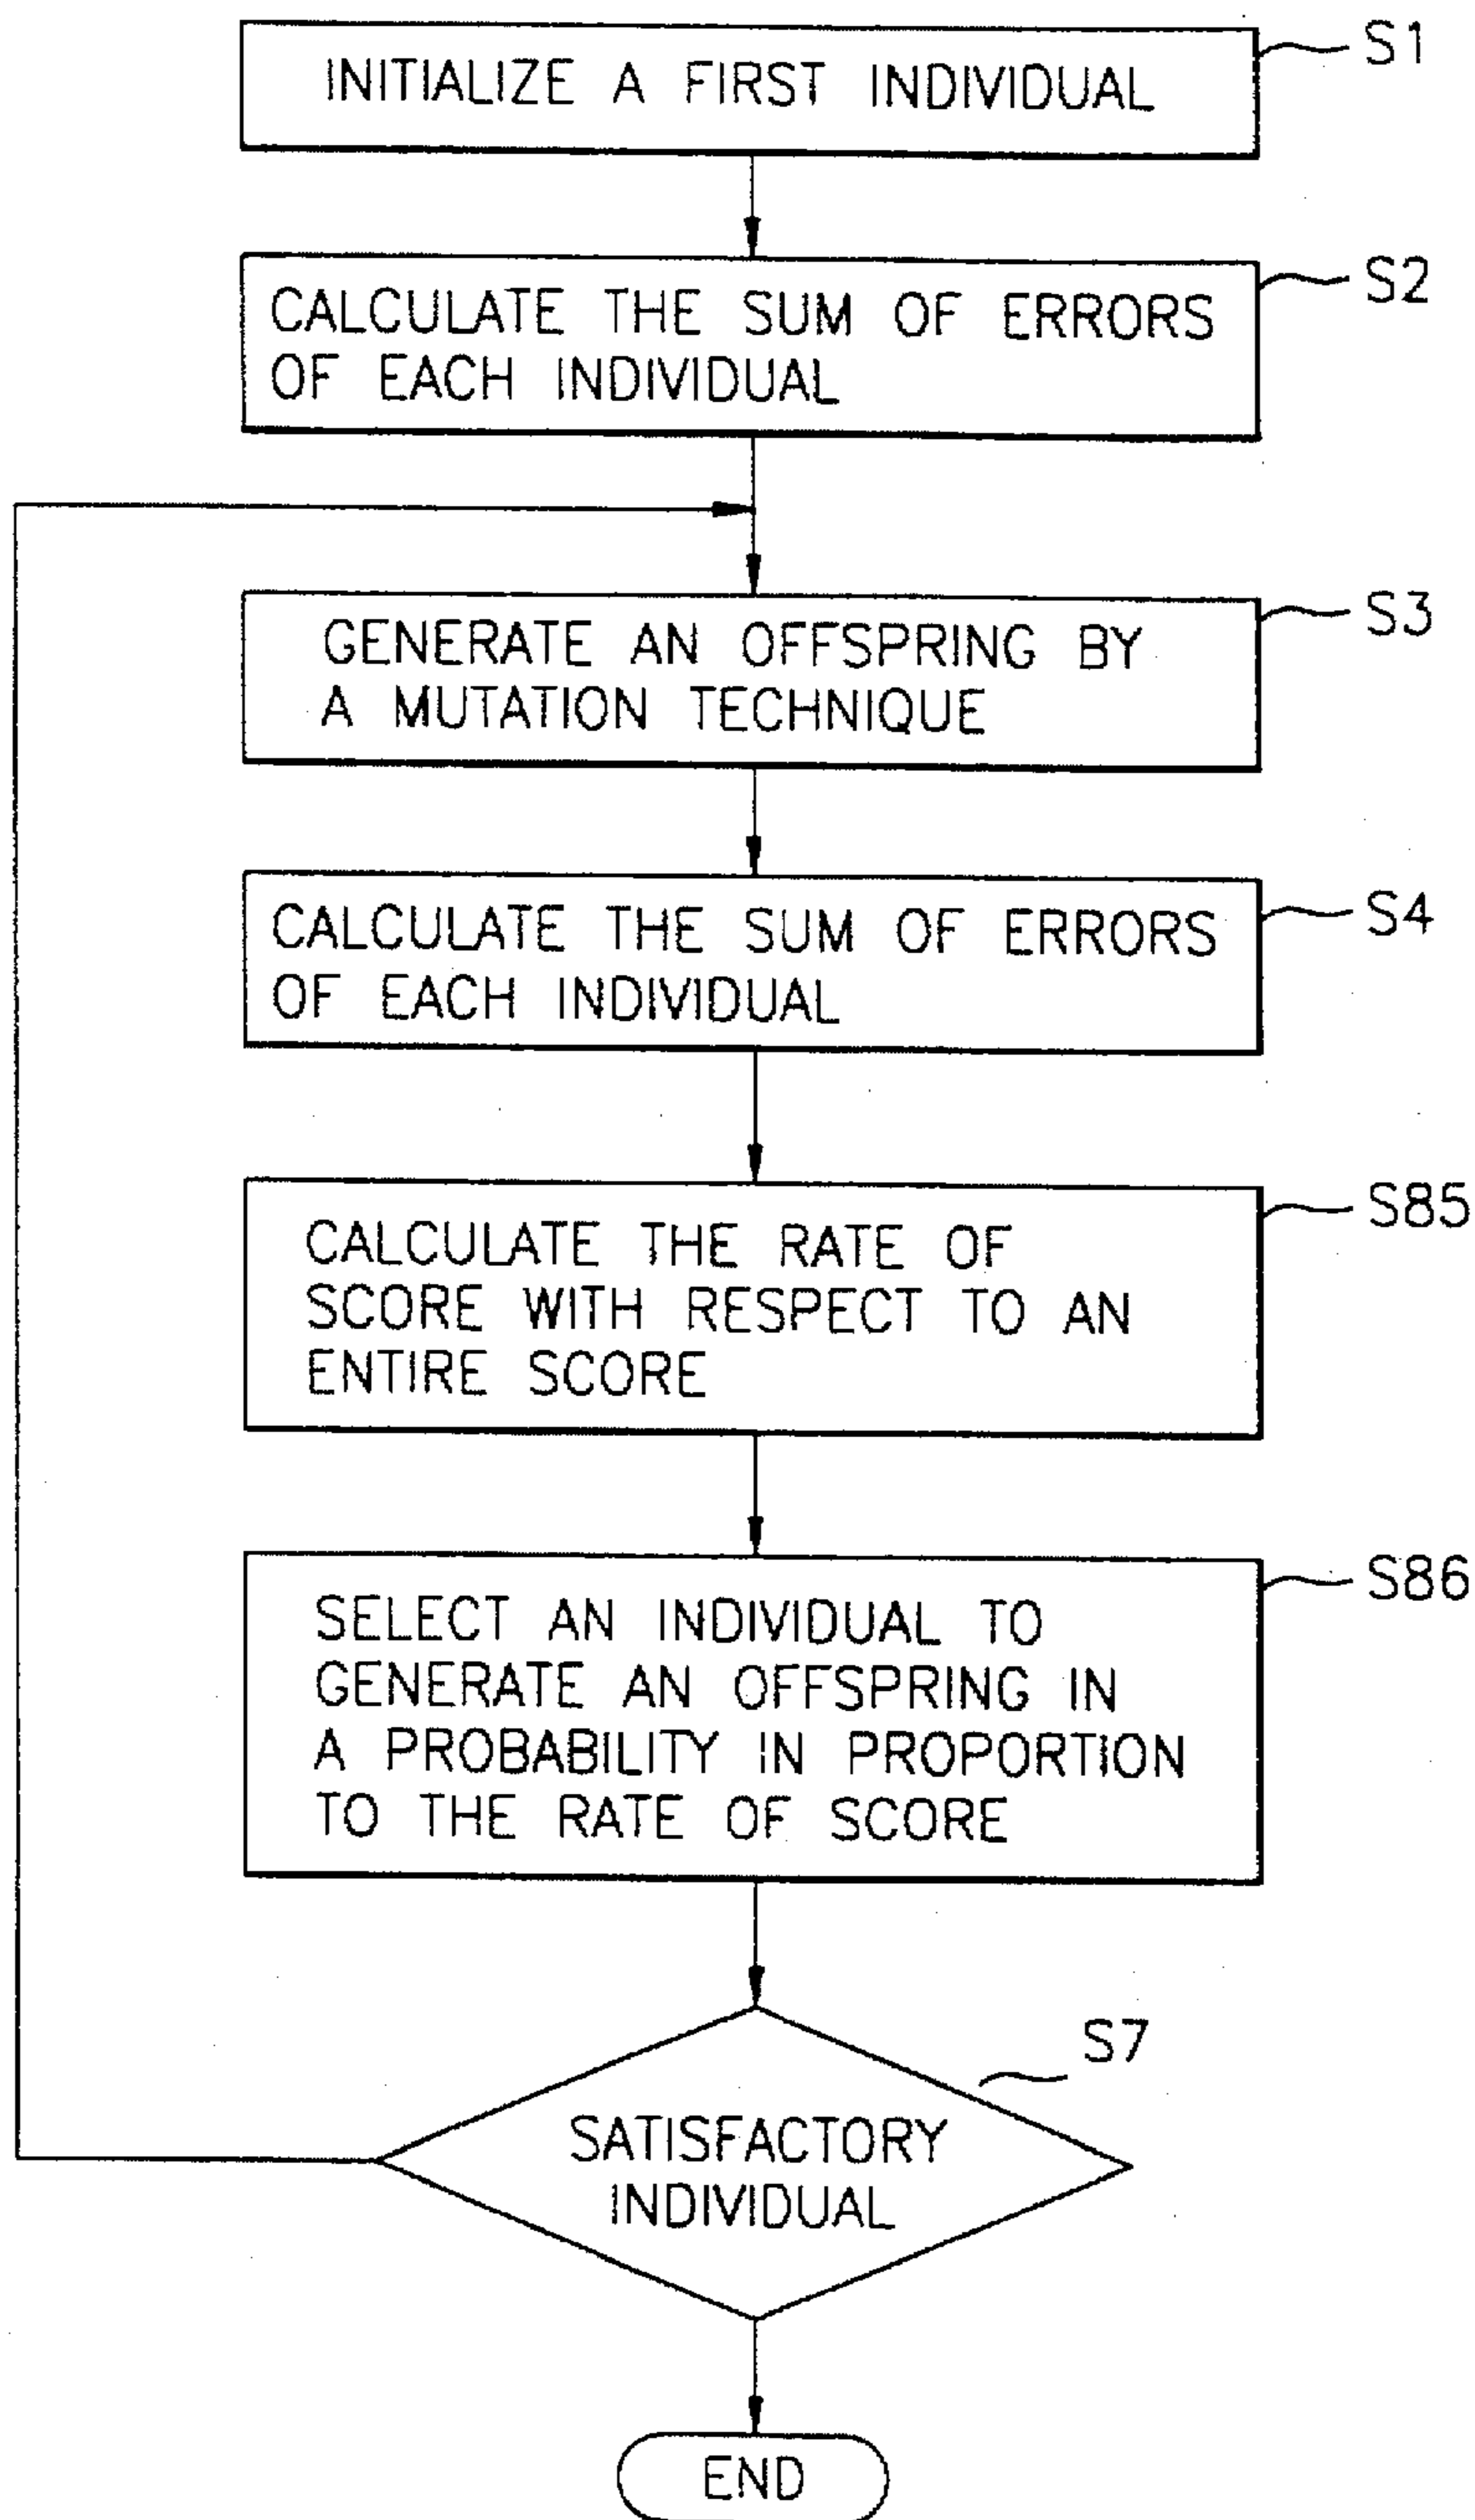 INITIALIZE A FIRST INDIVIDUAL
S1
CALCULATE THE SUM OF ERRORS
OF EACH INDIVIDUAL
S2
GENERATE AN OFFSPRING BY
A MUTATION TECHNIQUE
S3
CALCULATE THE SUM OF ERRORS
OF EACH INDIVIDUAL
S4
CALCULATE THE RATE OF
SCORE WITH RESPECT TO AN
ENTIRE SCORE
S85
SELECT AN INDIVIDUAL TO
GENERATE AN OFFSPRING IN
A PROBABILITY IN PROPORTION
TO THE RATE OF SCORE
S86
S7
SATISFACTORY
INDIVIDUAL
END